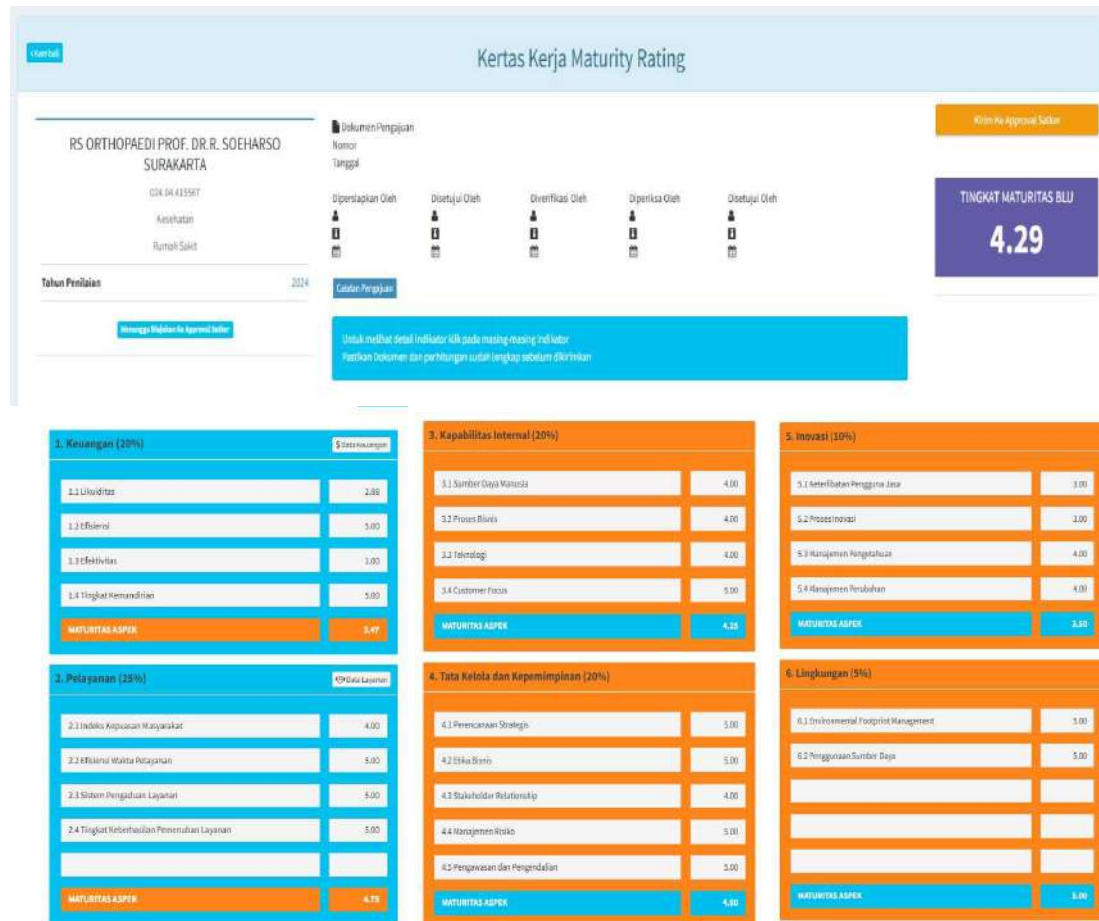 ‹ Kembali
Kertas Kerja Maturity Rating
RS ORTHOPAEDI PROF. DR.R. SOEHARSO
SURAKARTA
024.04.415567
Kesehatan
Rumah Sakit
Tahun Penilaian 2024
Dokumen Pengajuan
Nomor
Tanggal
Dipersiapkan Oleh Disetujui Oleh Diverifikasi Oleh Diperiksa Oleh Disetujui Oleh
Catatan Pengajuan
Untuk melihat detail indikator klik pada masing-masing indikator
Pastikan Dokumen dan perhitungan sudah lengkap sebelum dikirimkan
Kirim Ke Approval Satker
TINGKAT MATURITAS BLU
4.29
1. Keuangan (20%) $ Data Keuangan
1.1 Likuiditas
1.2 Efisiensi 5.00
1.3 Efektivitas
1.4 Tingkat Kemandirian 5.00
MATURITAS ASPEK 3.47
2. Pelayanan (25%) Data Layanan
2.1 Indeks Kepuasan Masyarakat 4.00
2.2 Efisiensi Waktu Pelayanan 5.00
2.3 Sistem Pengaduan Layanan 5.00
2.4 Tingkat Keberhasilan Pemenuhan Layanan 5.00
MATURITAS ASPEK 4.75
3. Kapabilitas Internal (20%)
3.1 Sumber Daya Manusia 4.00
3.2 Proses Bisnis 4.00
3.3 Teknologi 4.00
3.4 Customer Focus 5.00
MATURITAS ASPEK 4.25
4. Tata Kelola dan Kepemimpinan (20%)
4.1 Perencanaan Strategis 5.00
4.2 Etika Bisnis 5.00
4.3 Stakeholder Relationship 4.00
4.4 Manajemen Risiko 5.00
4.5 Pengawasan dan Pengendalian 5.00
MATURITAS ASPEK 4.80
5. Inovasi (10%)
5.1 Keterlibatan Pengguna Jasa 3.00
5.2 Proses Inovasi 3.00
5.3 Manajemen Pengetahuan 4.00
5.4 Manajemen Perubahan 4.00
MATURITAS ASPEK 3.50
6. Lingkungan (5%)
6.1 Environmental Footprint Management 5.00
6.2 Penggunaan Sumber Daya 5.00
MATURITAS ASPEK 5.00